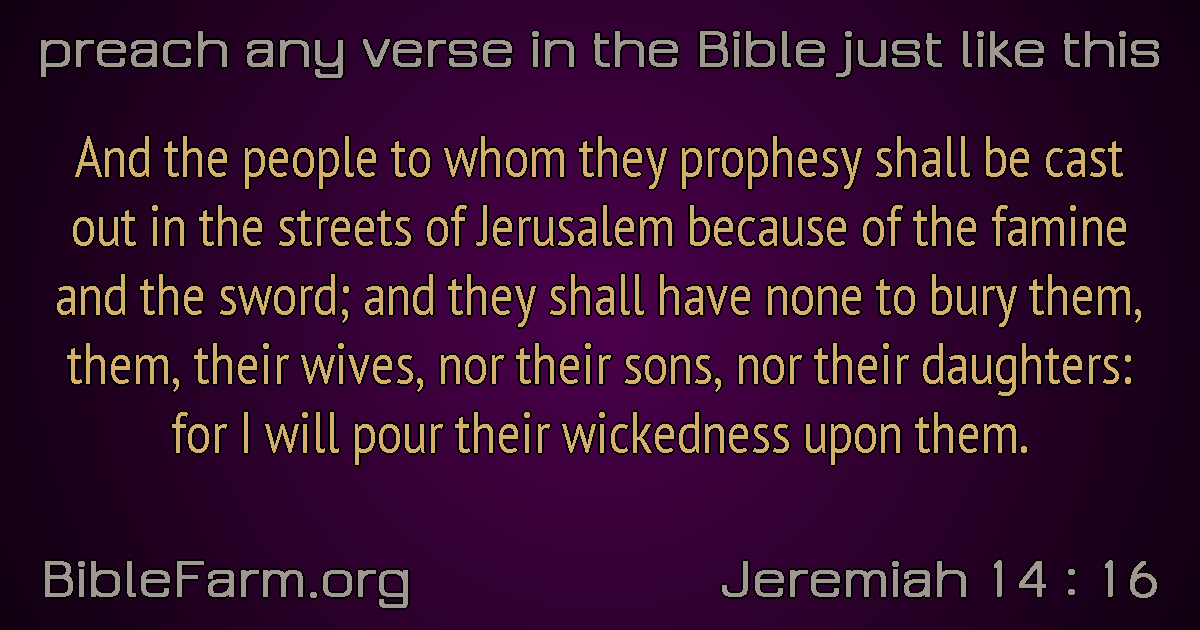 preach any verse in the Bible just like this
And the people to whom they prophesy shall be cast
out in the streets of Jerusalem because of the famine
and the sword; and they shall have none to bury them,
them, their wives, nor their sons, nor their daughters:
for I will pour their wickedness upon them.
BibleFarm.org
Jeremiah 14 : 16